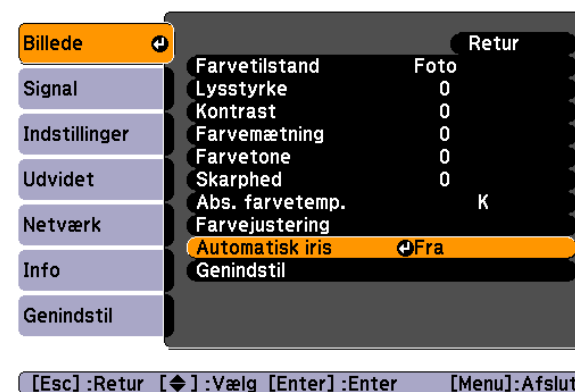 Billede
Signal
Indstillinger
Udvidet
Netværk
Info
Genindstil
Retur
Farvetilstand Foto
Lysstyrke 0
Kontrast 0
Farvemætning 0
Farvetone 0
Skarphed 0
Abs. farvetemp. K
Farvejustering
Automatisk iris Fra
Genindstil
[Esc] :Retur [ ] :Vælg [Enter] :Enter [Menu]:Afslut